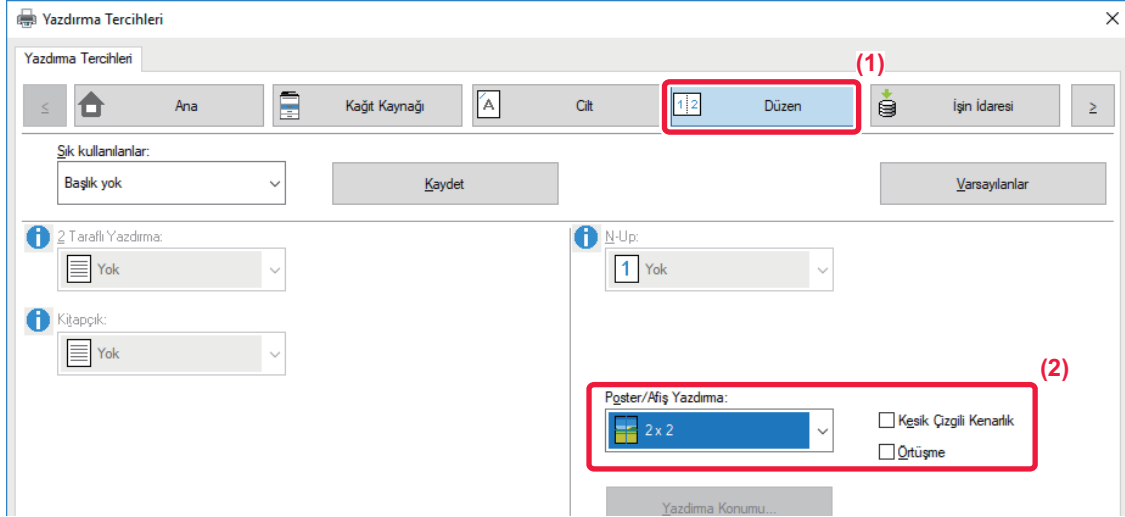 Yazdırma Tercihleri
Yazdırma Tercihleri
(1)
<
Ana
Kağıt Kaynağı
A
Cilt
1 2
Düzen
İşin İdaresi
>
Sık kullanılanlar:
Başlık yok
Kaydet
Varsayılanlar
2 Taraflı Yazdırma:
Yok
N-Up:
1 Yok
Kitapçık:
Yok
(2)
Poster/Afiş Yazdırma:
2 x 2
Kesik Çizgili Kenarlık
Örtüşme
Yazdırma Konumu...